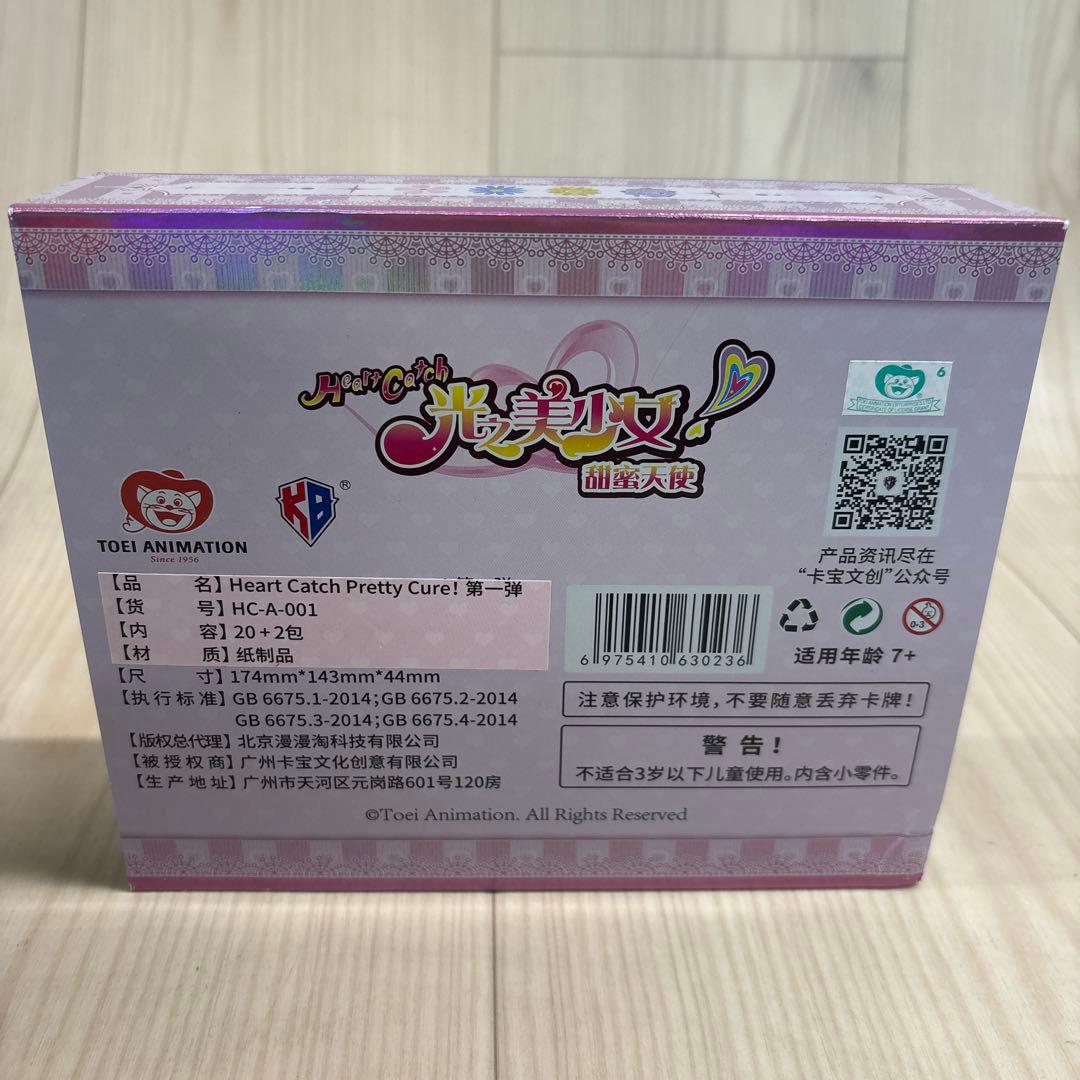 Heart Catch
光之美少女!
甜蜜天使
6
TOEI ANIMATION
Since 1956
KB®
产品资讯尽在
“卡宝文创”公众号
【品 名】Heart Catch Pretty Cure! 第一弹
【货 号】HC-A-001
【内 容】20+2包
【材 质】纸制品
【尺 寸】174mm*143mm*44mm
【执行标准】GB 6675.1-2014;GB 6675.2-2014
GB 6675.3-2014;GB 6675.4-2014
【版权总代理】北京漫漫淘科技有限公司
【被授权商】广州卡宝文化创意有限公司
【生产地址】广州市天河区元岗路601号120房
6 975410 630236
0-3
适用年龄 7+
注意保护环境,不要随意丢弃卡牌!
警告!
不适合3岁以下儿童使用。内含小零件。
©Toei Animation. All Rights Reserved